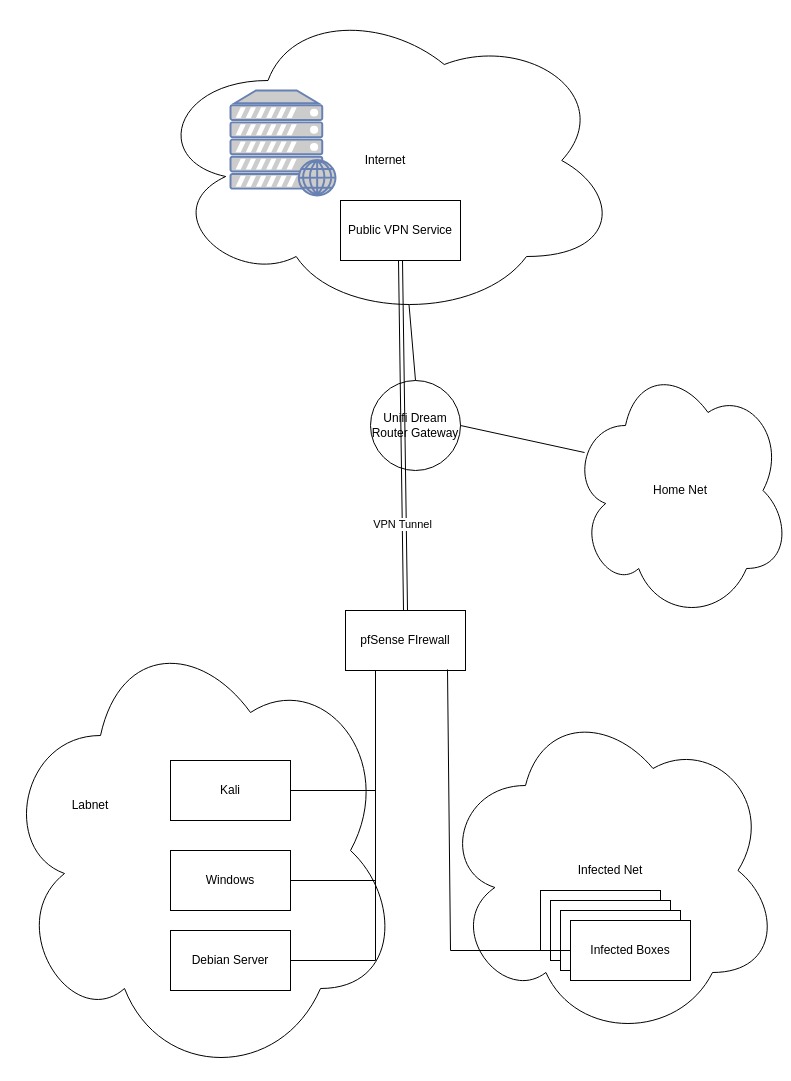 Internet
Public VPN Service
Unifi Dream
Router Gateway
Home Net
VPN Tunnel
pfSense FIrewall
Kali
Labnet
Windows
Infected Net
Infected Boxes
Debian Server